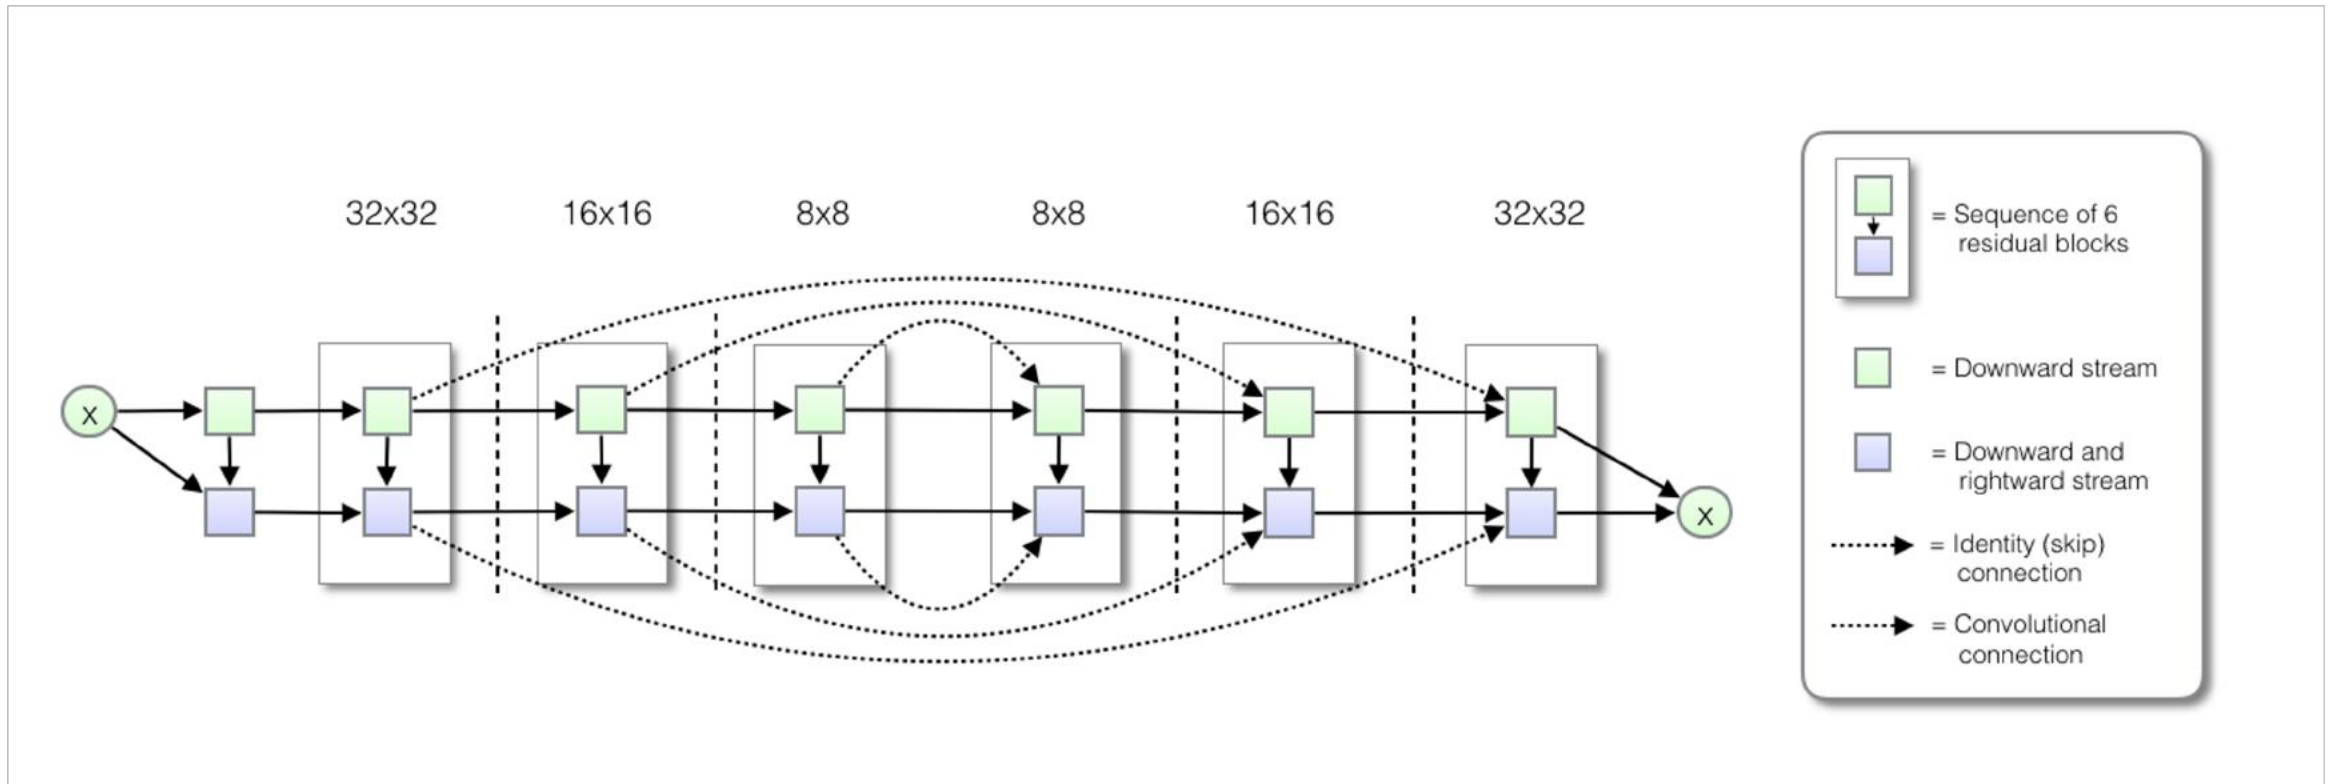 32x32
16x16
8x8
8x8
16x16
32x32
x
x
= Sequence of 6
residual blocks
= Downward stream
= Downward and
rightward stream
= Identity (skip)
connection
= Convolutional
connection